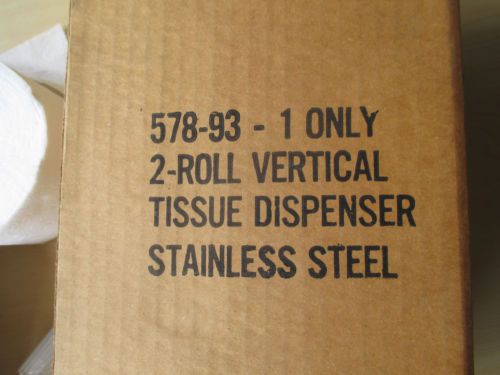 578-93 - 1 ONLY
2-ROLL VERTICAL
TISSUE DISPENSER
STAINLESS STEEL